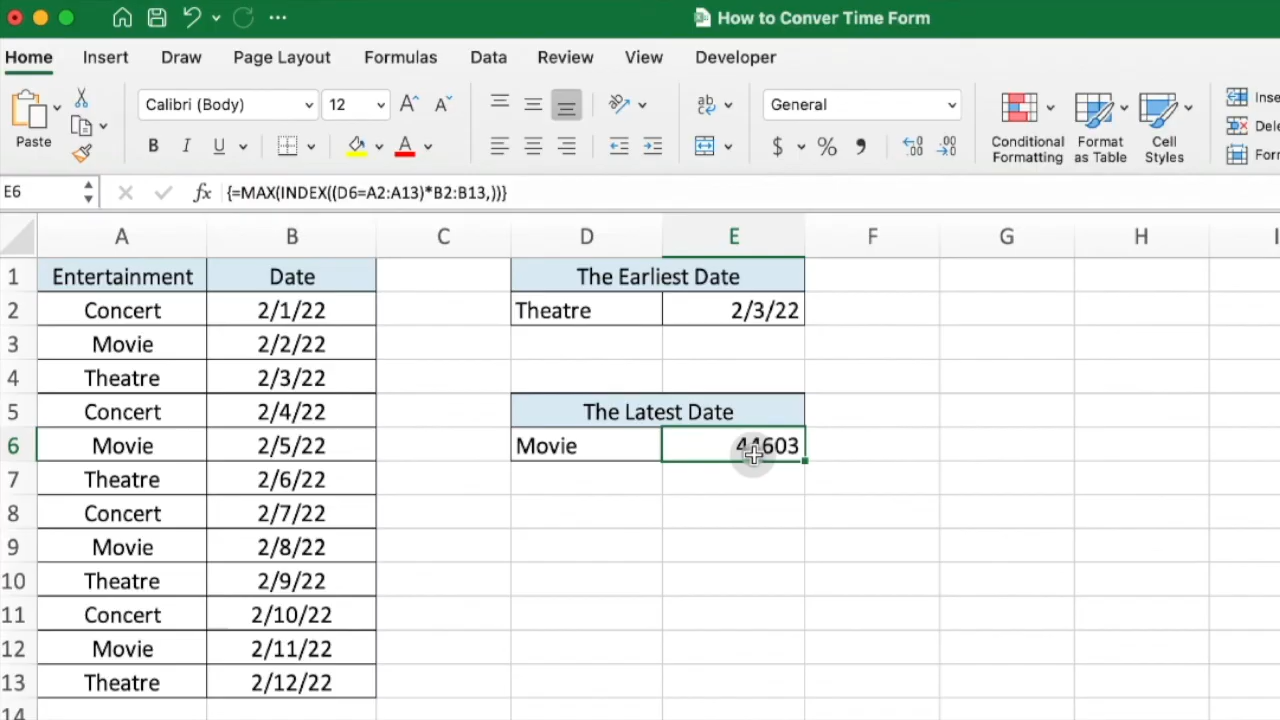 How to Conver Time Form
Home Insert Draw Page Layout Formulas Data Review View Developer
Calibri (Body) 12 A A ab General
Paste B I U A $ % Conditional Formatting Format as Table Cell Styles
E6 fx {=MAX(INDEX((D6=A2:A13)*B2:B13,))}
A B C D E F G H
1 Entertainment Date The Earliest Date
2 Concert 2/1/22 Theatre 2/3/22
3 Movie 2/2/22
4 Theatre 2/3/22
5 Concert 2/4/22 The Latest Date
6 Movie 2/5/22 Movie 44603
7 Theatre 2/6/22
8 Concert 2/7/22
9 Movie 2/8/22
10 Theatre 2/9/22
11 Concert 2/10/22
12 Movie 2/11/22
13 Theatre 2/12/22
14